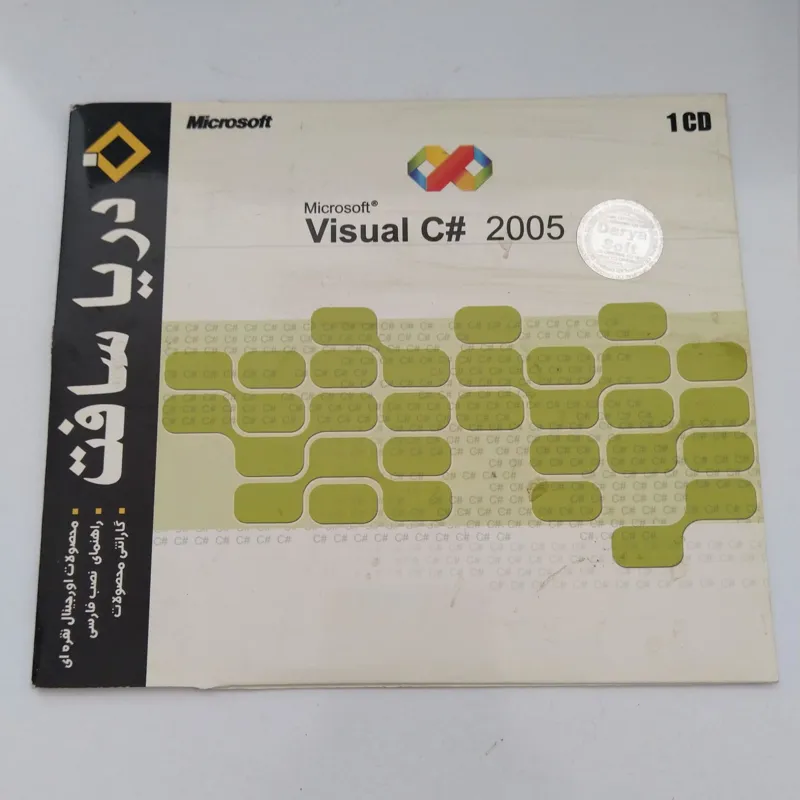 Microsoft
1 CD
Microsoft®
Visual C# 2005
Darya
Soft
دریا سافت
گارانتی محصولات
راهنمای نصب فارسی
محصولات اورجینال نقره ای
C# C# C# C# C# C# C# C# C#